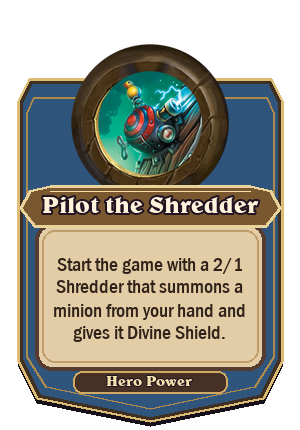 Pilot the Shredder
Start the game with a 2/1
Shredder that summons a
minion from your hand and
gives it Divine Shield.
Hero Power